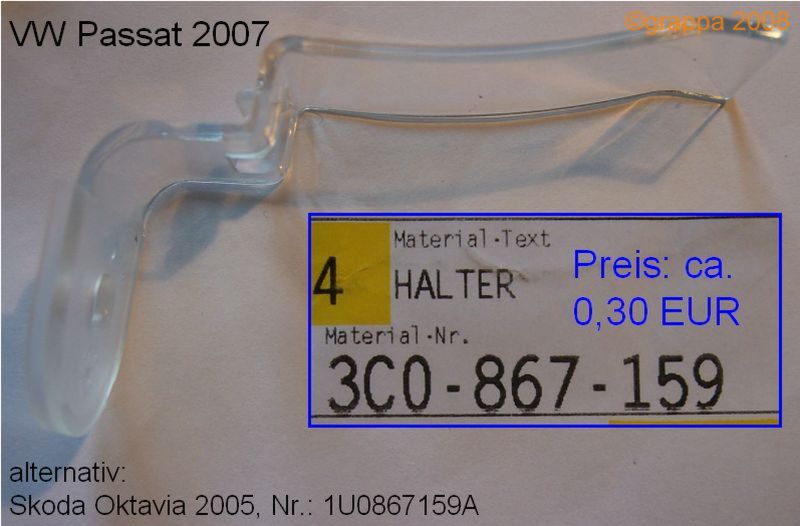 VW Passat 2007
©grappa 2008
Material-Text
4
HALTER
Preis: ca.
0,30 EUR
Material-Nr.
3C0-867-159
alternativ:
Skoda Oktavia 2005, Nr.: 1U0867159A